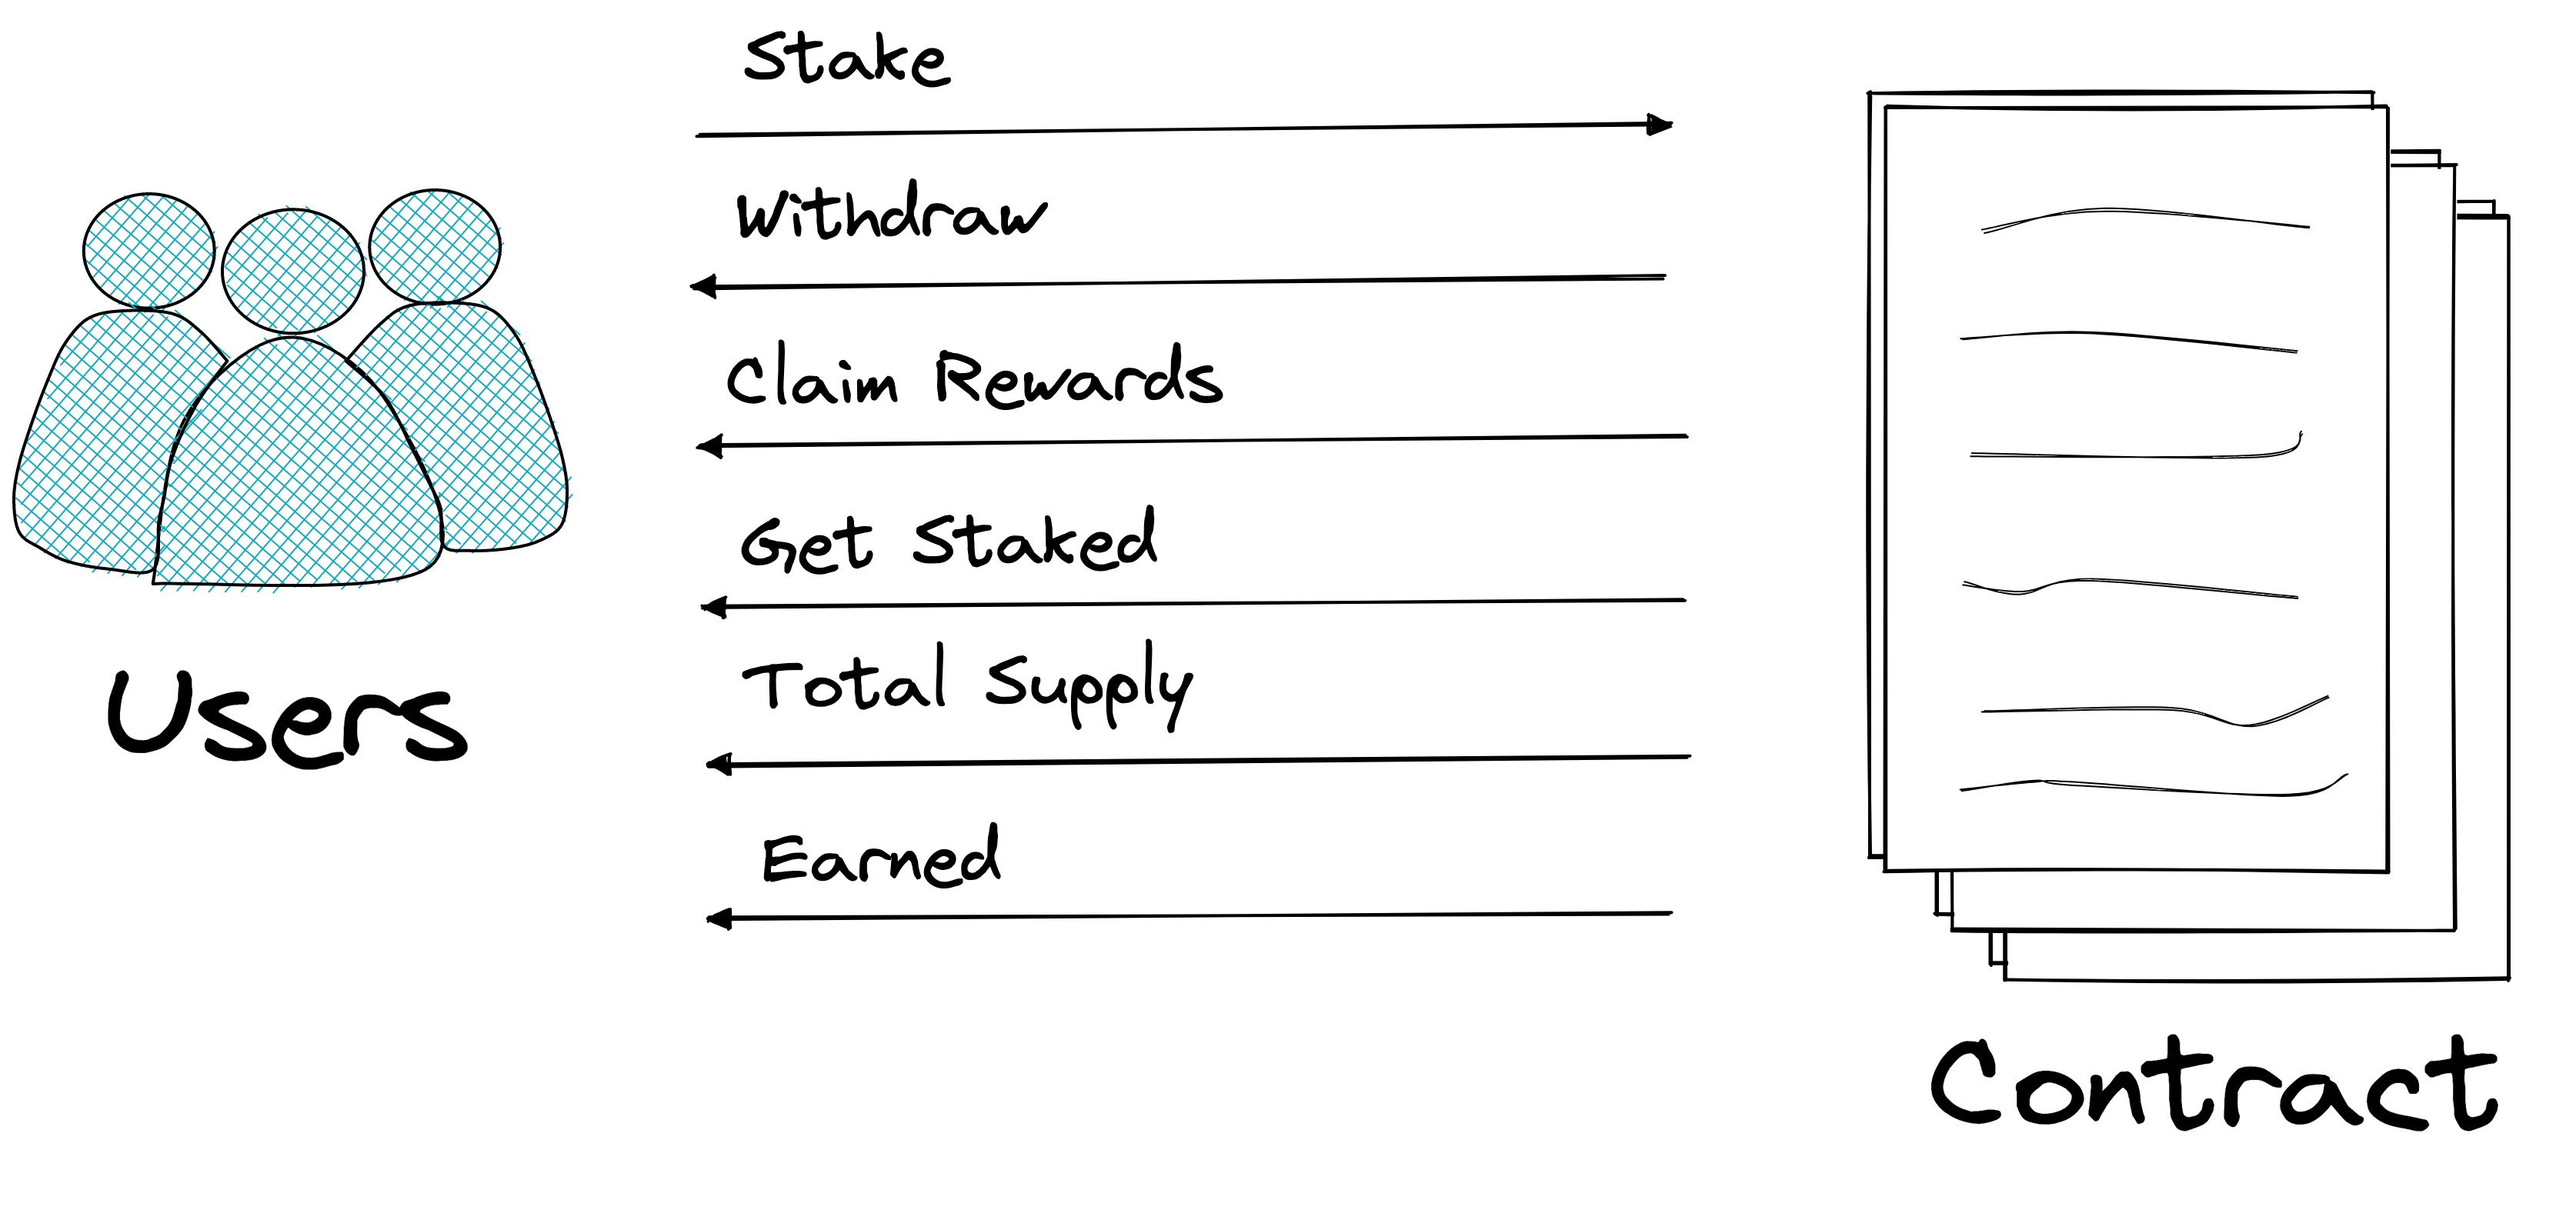 Stake
Withdraw
Claim Rewards
Get Staked
Total Supply
Earned
Users
Contract